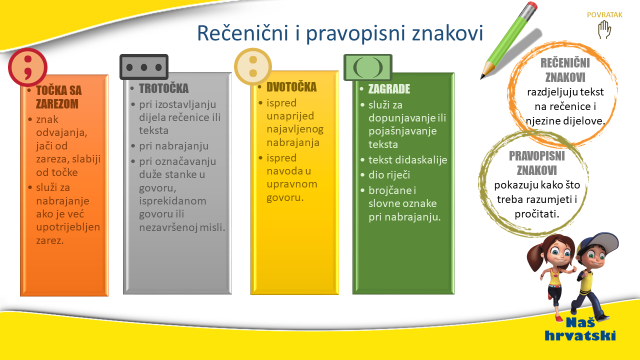 Rečenični i pravopisni znakovi
POVRATAK
• TOČKA SA
ZAREZOM
• znak
odvajanja,
jači od
zareza, slabiji
od točke
• služi za
nabrajanje
ako je već
upotrijebljen
zarez.
• TROTOČKA
• pri izostavljanju
dijela rečenice ili
teksta
• pri nabrajanju
• pri označavanju
duže stanke u
govoru,
isprekidanom
govoru ili
nezavršenoj misli.
• DVOTOČKA
• ispred
unaprijed
najavljenog
nabrajanja
• ispred
navoda u
upravnom
govoru.
• ZAGRADE
• služi za
dopunjavanje ili
pojašnjavanje
teksta
• tekst didaskalije
• dio riječi
• brojčane i
slovne oznake
pri nabrajanju.
REČENIČNI
ZNAKOVI
razdjeljuju tekst
na rečenice i
njezine dijelove.
PRAVOPISNI
ZNAKOVI
pokazuju kako što
treba razumjeti i
pročitati.
Naš
hrvatski